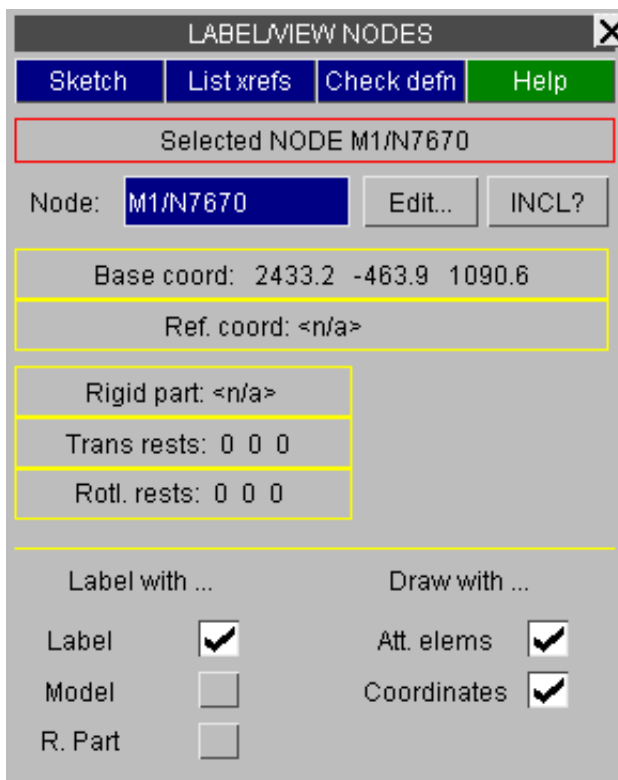 LABEL/VIEW NODES
Sketch List xrefs Check defn Help
Selected NODE M1/N7670
Node: M1/N7670 Edit... INCL?
Base coord: 2433.2 -463.9 1090.6
Ref. coord: <n/a>
Rigid part: <n/a>
Trans rests: 0 0 0
Rotl. rests: 0 0 0
Label with ... Draw with ...
Label Att. elems
Model Coordinates
R. Part